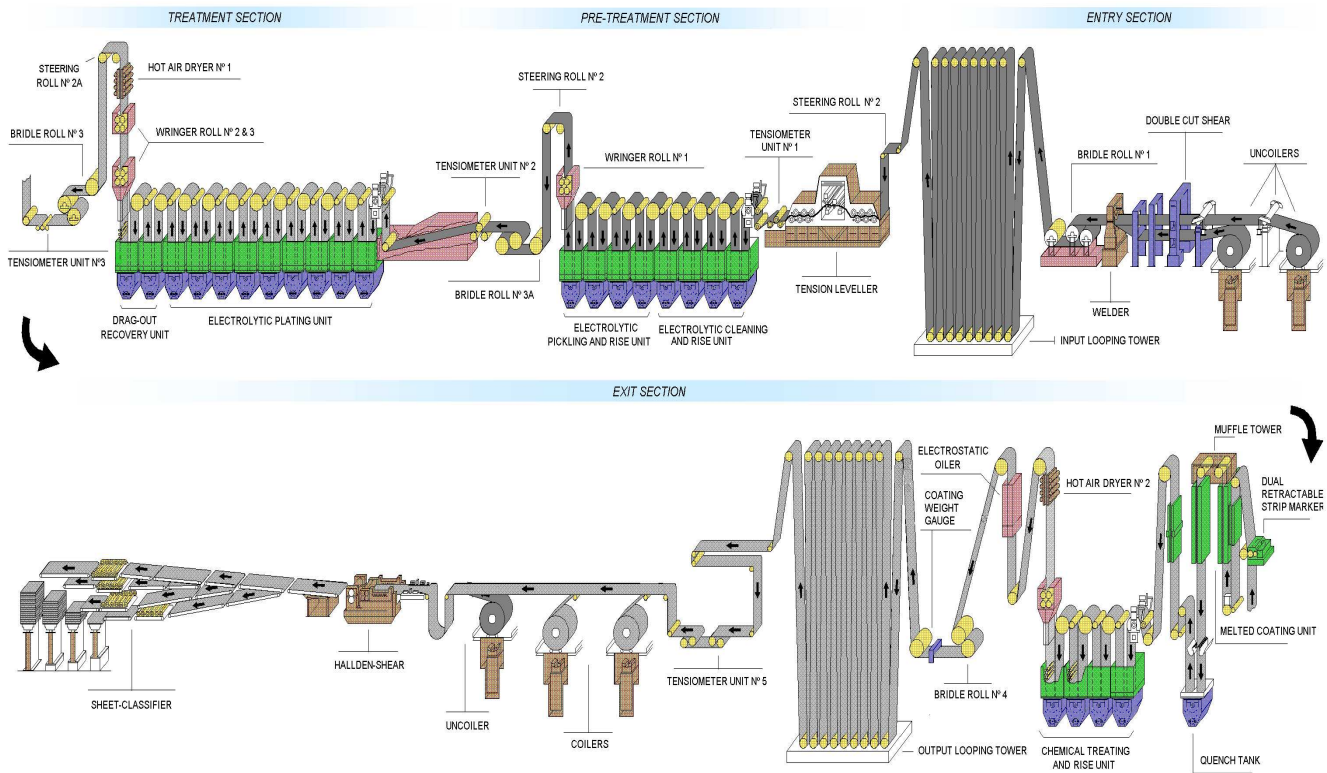 TREATMENT SECTION
PRE-TREATMENT SECTION
ENTRY SECTION
STEERING
ROLL Nº 2A
HOT AIR DRYER Nº 1
BRIDLE ROLL Nº 3
WRINGER ROLL Nº 2 & 3
TENSIOMETER UNIT Nº3
DRAG-OUT
RECOVERY UNIT
ELECTROLYTIC PLATING UNIT
STEERING ROLL Nº 2
TENSIOMETER UNIT Nº 2
WRINGER ROLL Nº 1
BRIDLE ROLL Nº 3A
ELECTROLYTIC
PICKLING AND RISE UNIT
ELECTROLYTIC CLEANING
AND RISE UNIT
TENSIOMETER
UNIT Nº 1
STEERING ROLL Nº 2
TENSION LEVELLER
INPUT LOOPING TOWER
BRIDLE ROLL Nº 1
DOUBLE CUT SHEAR
UNCOILERS
WELDER
EXIT SECTION
SHEET-CLASSIFIER
HALLDEN-SHEAR
UNCOILER
COILERS
TENSIOMETER UNIT Nº 5
OUTPUT LOOPING TOWER
ELECTROSTATIC
OILER
COATING
WEIGHT
GAUGE
BRIDLE ROLL Nº 4
HOT AIR DRYER Nº 2
CHEMICAL TREATING
AND RISE UNIT
MUFFLE TOWER
DUAL
RETRACTABLE
STRIP MARKER
MELTED COATING UNIT
QUENCH TANK